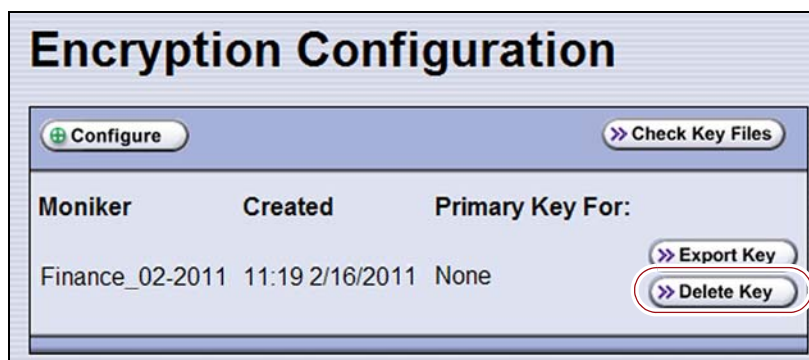 Encryption Configuration
Configure
Check Key Files
Moniker Created Primary Key For:
Export Key
Finance_02-2011 11:19 2/16/2011 None
Delete Key